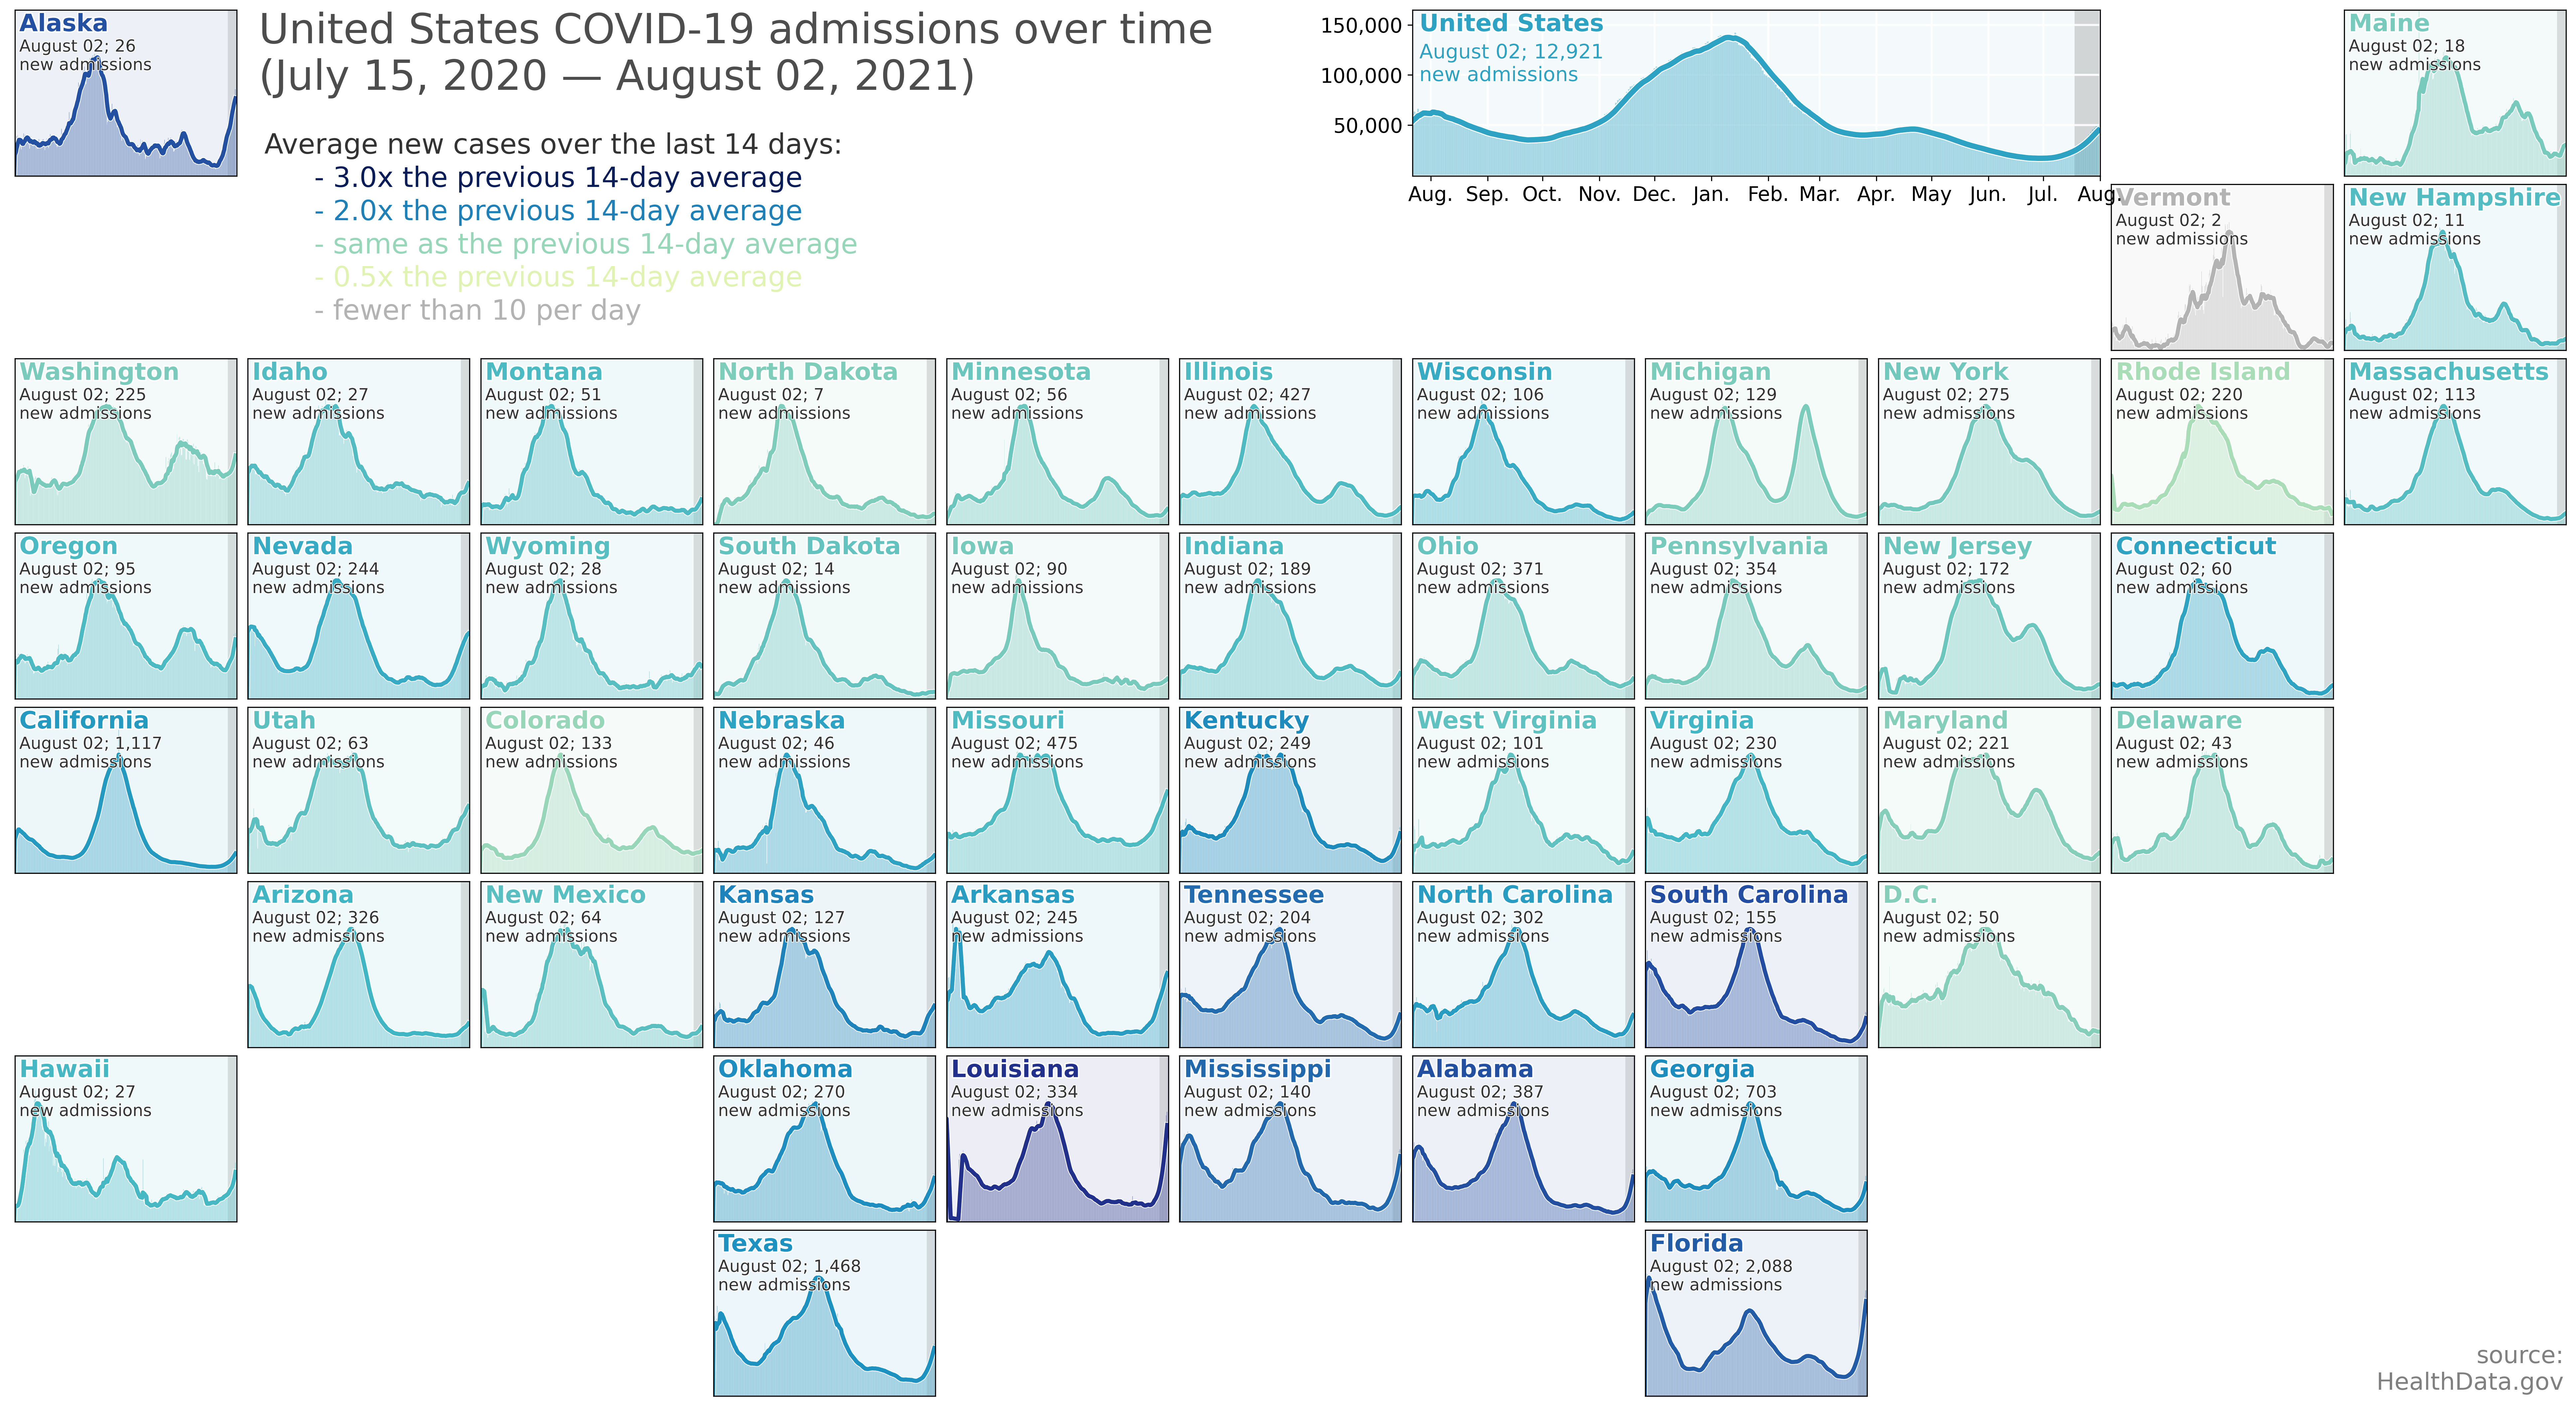 Alaska
August 02; 26
new admissions
United States COVID-19 admissions over time
(July 15, 2020 — August 02, 2021)
Average new cases over the last 14 days:
- 3.0x the previous 14-day average
- 2.0x the previous 14-day average
- same as the previous 14-day average
- 0.5x the previous 14-day average
- fewer than 10 per day
150,000
100,000
50,000
United States
August 02; 12,921
new admissions
Aug. Sep. Oct. Nov. Dec. Jan. Feb. Mar. Apr. May Jun. Jul. Aug.
Maine
August 02; 18
new admissions
Vermont
August 02; 2
new admissions
New Hampshire
August 02; 11
new admissions
Washington
August 02; 225
new admissions
Idaho
August 02; 27
new admissions
Montana
August 02; 51
new admissions
North Dakota
August 02; 7
new admissions
Minnesota
August 02; 56
new admissions
Illinois
August 02; 427
new admissions
Wisconsin
August 02; 106
new admissions
Michigan
August 02; 129
new admissions
New York
August 02; 275
new admissions
Rhode Island
August 02; 220
new admissions
Massachusetts
August 02; 113
new admissions
Oregon
August 02; 95
new admissions
Nevada
August 02; 244
new admissions
Wyoming
August 02; 28
new admissions
South Dakota
August 02; 14
new admissions
Iowa
August 02; 90
new admissions
Indiana
August 02; 189
new admissions
Ohio
August 02; 371
new admissions
Pennsylvania
August 02; 354
new admissions
New Jersey
August 02; 172
new admissions
Connecticut
August 02; 60
new admissions
California
August 02; 1,117
new admissions
Utah
August 02; 63
new admissions
Colorado
August 02; 133
new admissions
Nebraska
August 02; 46
new admissions
Missouri
August 02; 475
new admissions
Kentucky
August 02; 249
new admissions
West Virginia
August 02; 101
new admissions
Virginia
August 02; 230
new admissions
Maryland
August 02; 221
new admissions
Delaware
August 02; 43
new admissions
Arizona
August 02; 326
new admissions
New Mexico
August 02; 64
new admissions
Kansas
August 02; 127
new admissions
Arkansas
August 02; 245
new admissions
Tennessee
August 02; 204
new admissions
North Carolina
August 02; 302
new admissions
South Carolina
August 02; 155
new admissions
D.C.
August 02; 50
new admissions
Hawaii
August 02; 27
new admissions
Oklahoma
August 02; 270
new admissions
Louisiana
August 02; 334
new admissions
Mississippi
August 02; 140
new admissions
Alabama
August 02; 387
new admissions
Georgia
August 02; 703
new admissions
Texas
August 02; 1,468
new admissions
Florida
August 02; 2,088
new admissions
source:
HealthData.gov